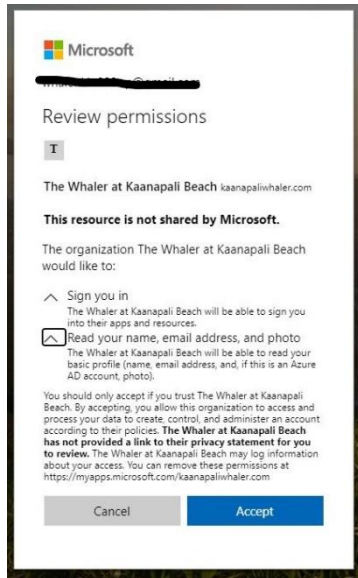 Microsoft
Review permissions
T
The Whaler at Kaanapali Beach kaanapaliwhaler.com
This resource is not shared by Microsoft.
The organization The Whaler at Kaanapali Beach
would like to:
Sign you in
The Whaler at Kaanapali Beach will be able to sign you
into their apps and resources.
Read your name, email address, and photo
The Whaler at Kaanapali Beach will be able to read your
basic profile (name, email address, and, if this is an Azure
AD account, photo).
You should only accept if you trust The Whaler at Kaanapali
Beach. By accepting, you allow this organization to access and
process your data to create, control, and administer an account
according to their policies. The Whaler at Kaanapali Beach
has not provided a link to their privacy statement for you
to review. The Whaler at Kaanapali Beach may log information
about your access. You can remove these permissions at
https://myapps.microsoft.com/kaanapaliwhaler.com
Cancel
Accept